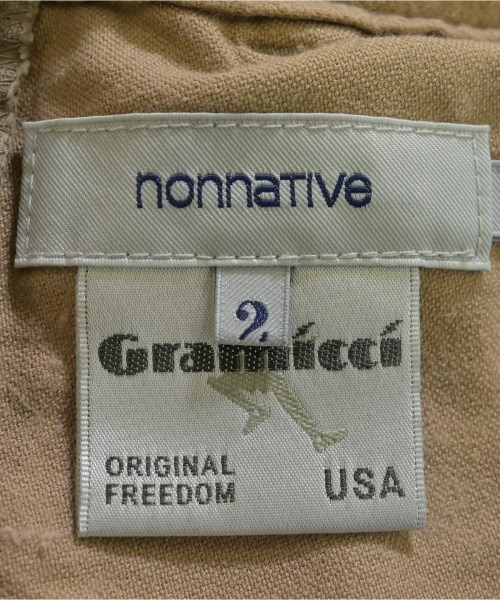 nonnative
2
Gramicci
ORIGINAL
FREEDOM
USA